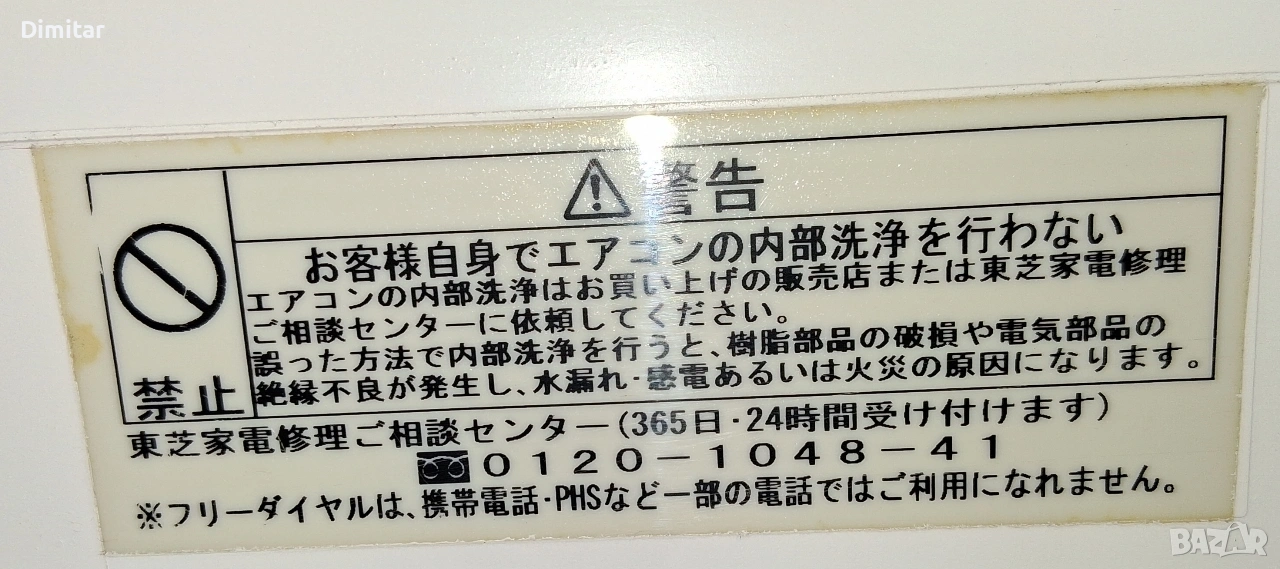 Dimitar
警告
お客様自身でエアコンの内部洗浄を行わない
エアコンの内部洗浄はお買い上げの販売店または東芝家電修理
ご相談センターに依頼してください。
誤った方法で内部洗浄を行うと、樹脂部品の破損や電気部品の
絶縁不良が発生し、水漏れ・感電あるいは火災の原因になります。
禁止
東芝家電修理ご相談センター(365日・24時間受け付けます)
0120-1048-41
※フリーダイヤルは、携帯電話・PHSなど一部の電話ではご利用になれません。
BAZAR